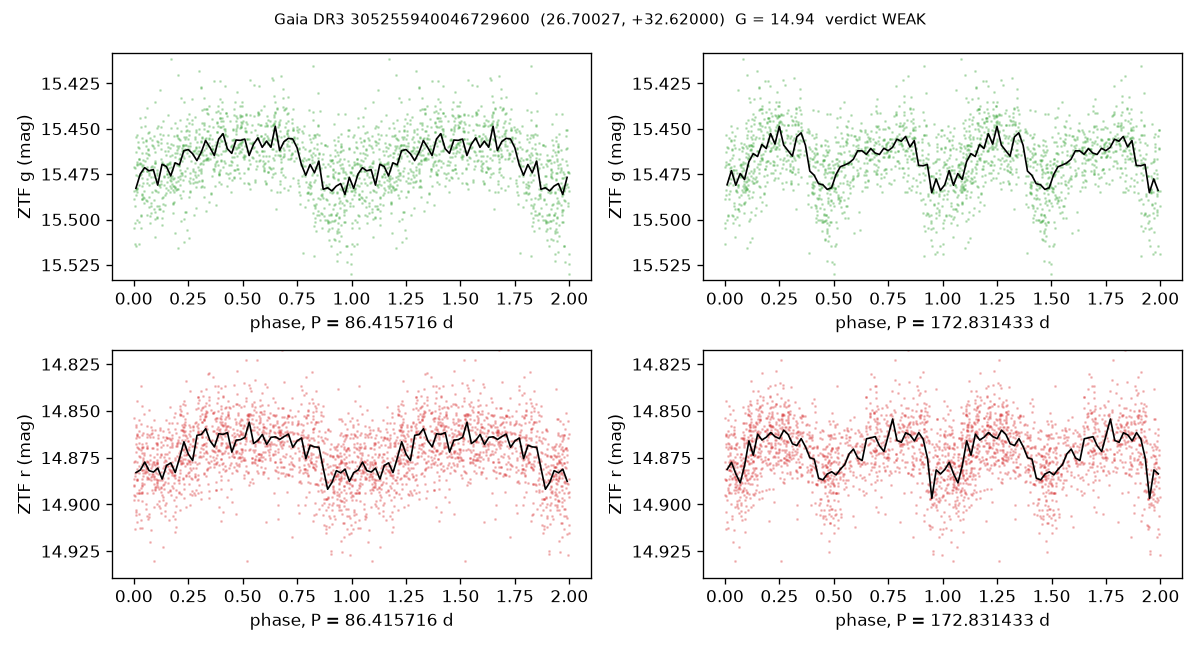 Gaia DR3 305255940046729600 (26.70027, +32.62000) G = 14.94 verdict WEAK
ZTF g (mag)
15.425
15.450
15.475
15.500
15.525
0.00 0.25 0.50 0.75 1.00 1.25 1.50 1.75 2.00
phase, P = 86.415716 d
ZTF g (mag)
15.425
15.450
15.475
15.500
15.525
0.00 0.25 0.50 0.75 1.00 1.25 1.50 1.75 2.00
phase, P = 172.831433 d
ZTF r (mag)
14.825
14.850
14.875
14.900
14.925
0.00 0.25 0.50 0.75 1.00 1.25 1.50 1.75 2.00
phase, P = 86.415716 d
ZTF r (mag)
14.825
14.850
14.875
14.900
14.925
0.00 0.25 0.50 0.75 1.00 1.25 1.50 1.75 2.00
phase, P = 172.831433 d